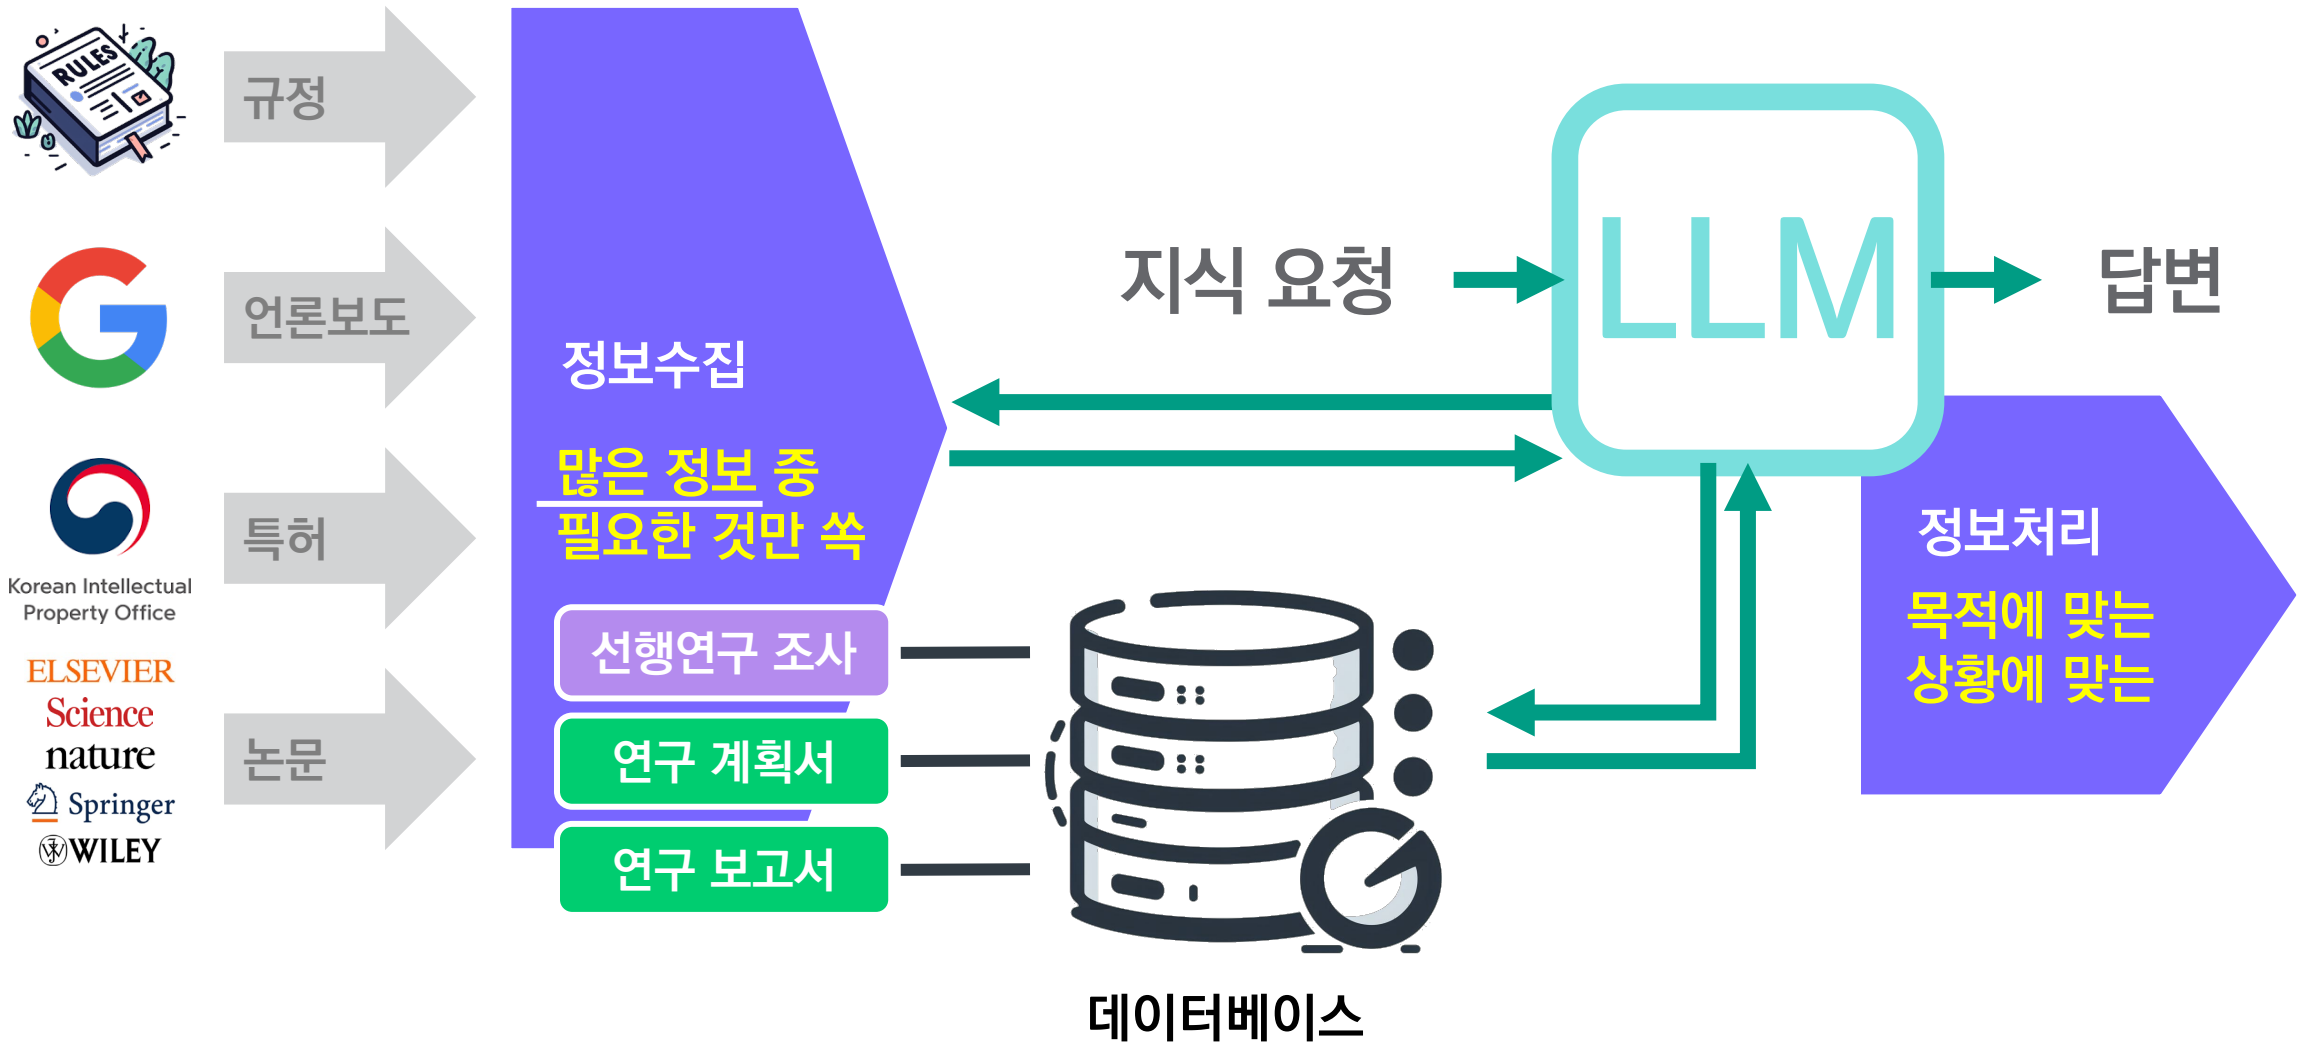 RULES
규정
언론보도
특허
Korean Intellectual
Property Office
ELSEVIER
Science
nature
Springer
WILEY
논문
정보수집
많은 정보 중
필요한 것만 쏙
선행연구 조사
연구 계획서
연구 보고서
지식 요청
LLM
답변
정보처리
목적에 맞는
상황에 맞는
데이터베이스